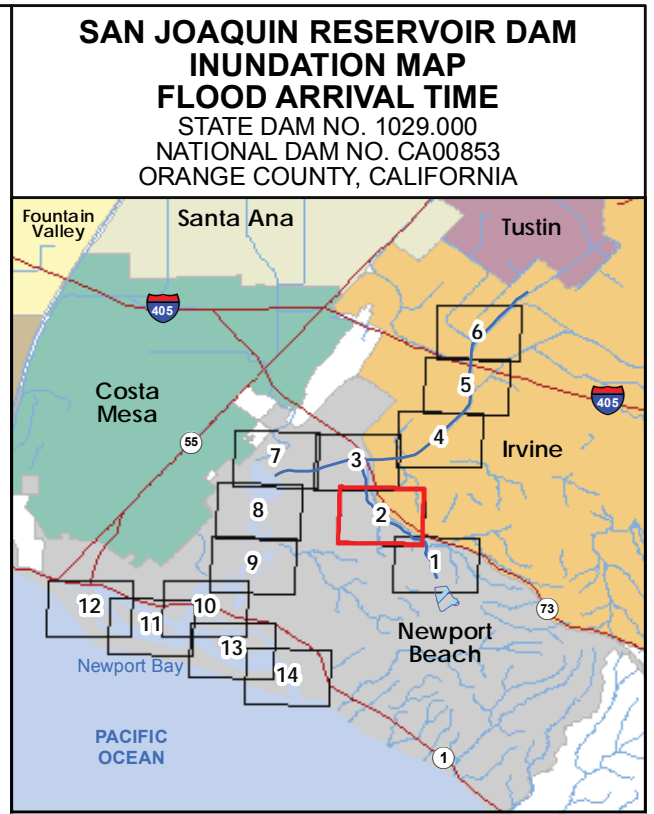 SAN JOAQUIN RESERVOIR DAM
INUNDATION MAP
FLOOD ARRIVAL TIME
STATE DAM NO. 1029.000
NATIONAL DAM NO. CA00853
ORANGE COUNTY, CALIFORNIA
Fountain
Valley
Santa Ana
Tustin
405
6
5
405
Costa
Mesa
55
4
Irvine
7
3
8
2
9
1
12
11
10
73
13
Newport
Beach
Newport Bay
14
PACIFIC
OCEAN
1